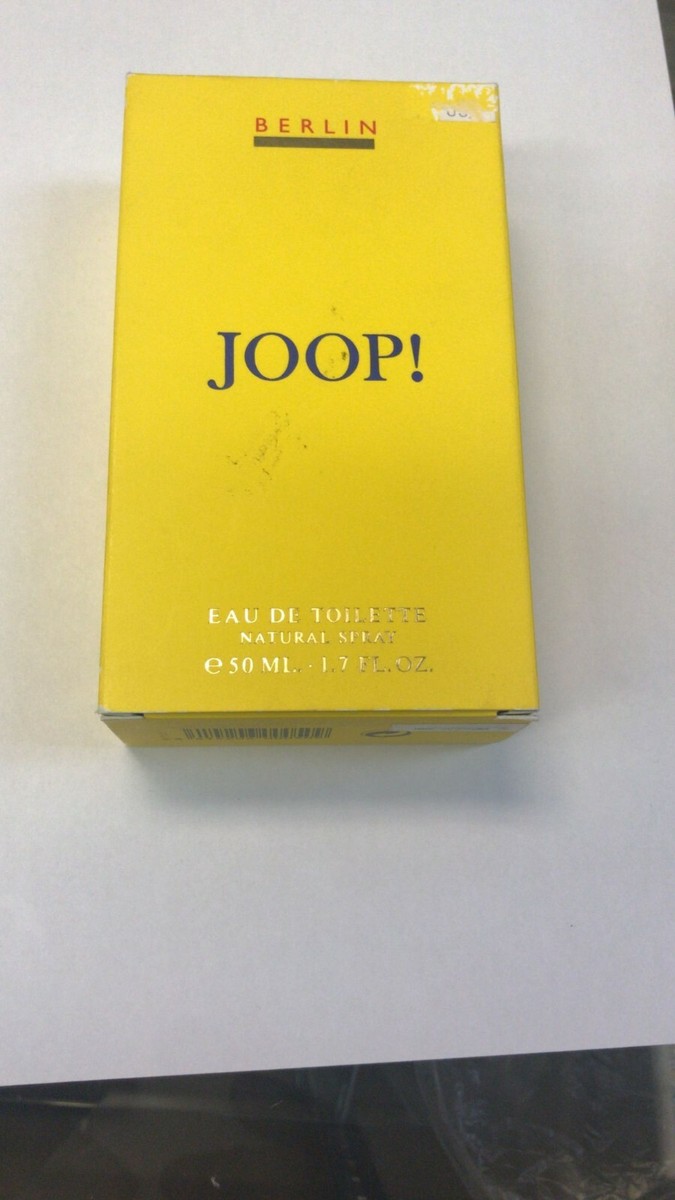 BERLIN
JOOP!
EAU DE TOILETTE
NATURAL SPRAY
℮ 50 ML. · 1.7 FL. OZ.